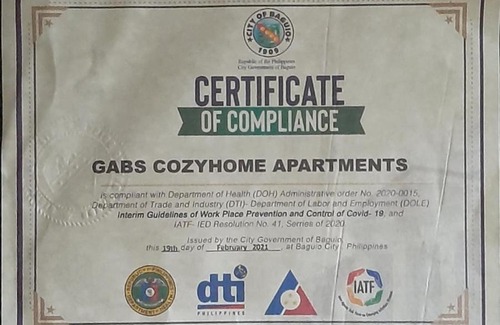 CITY OF BAGUIO
1909
Republic of the Philippines
City Government of Baguio
CERTIFICATE
OF COMPLIANCE
GABS COZYHOME APARTMENTS
is compliant with Department of Health (DOH) Administrative order No. 2020-0015,
Department of Trade and Industry (DTI)- Department of Labor and Employment (DOLE)
Interim Guidelines of Work Place Prevention and Control of Covid- 19, and
IATF- IED Resolution No. 41, Series of 2020
Issued by the City Government of Baguio
this 19th day of February 2021, at Baguio City, Philippines
dti
PHILIPPINES
IATF